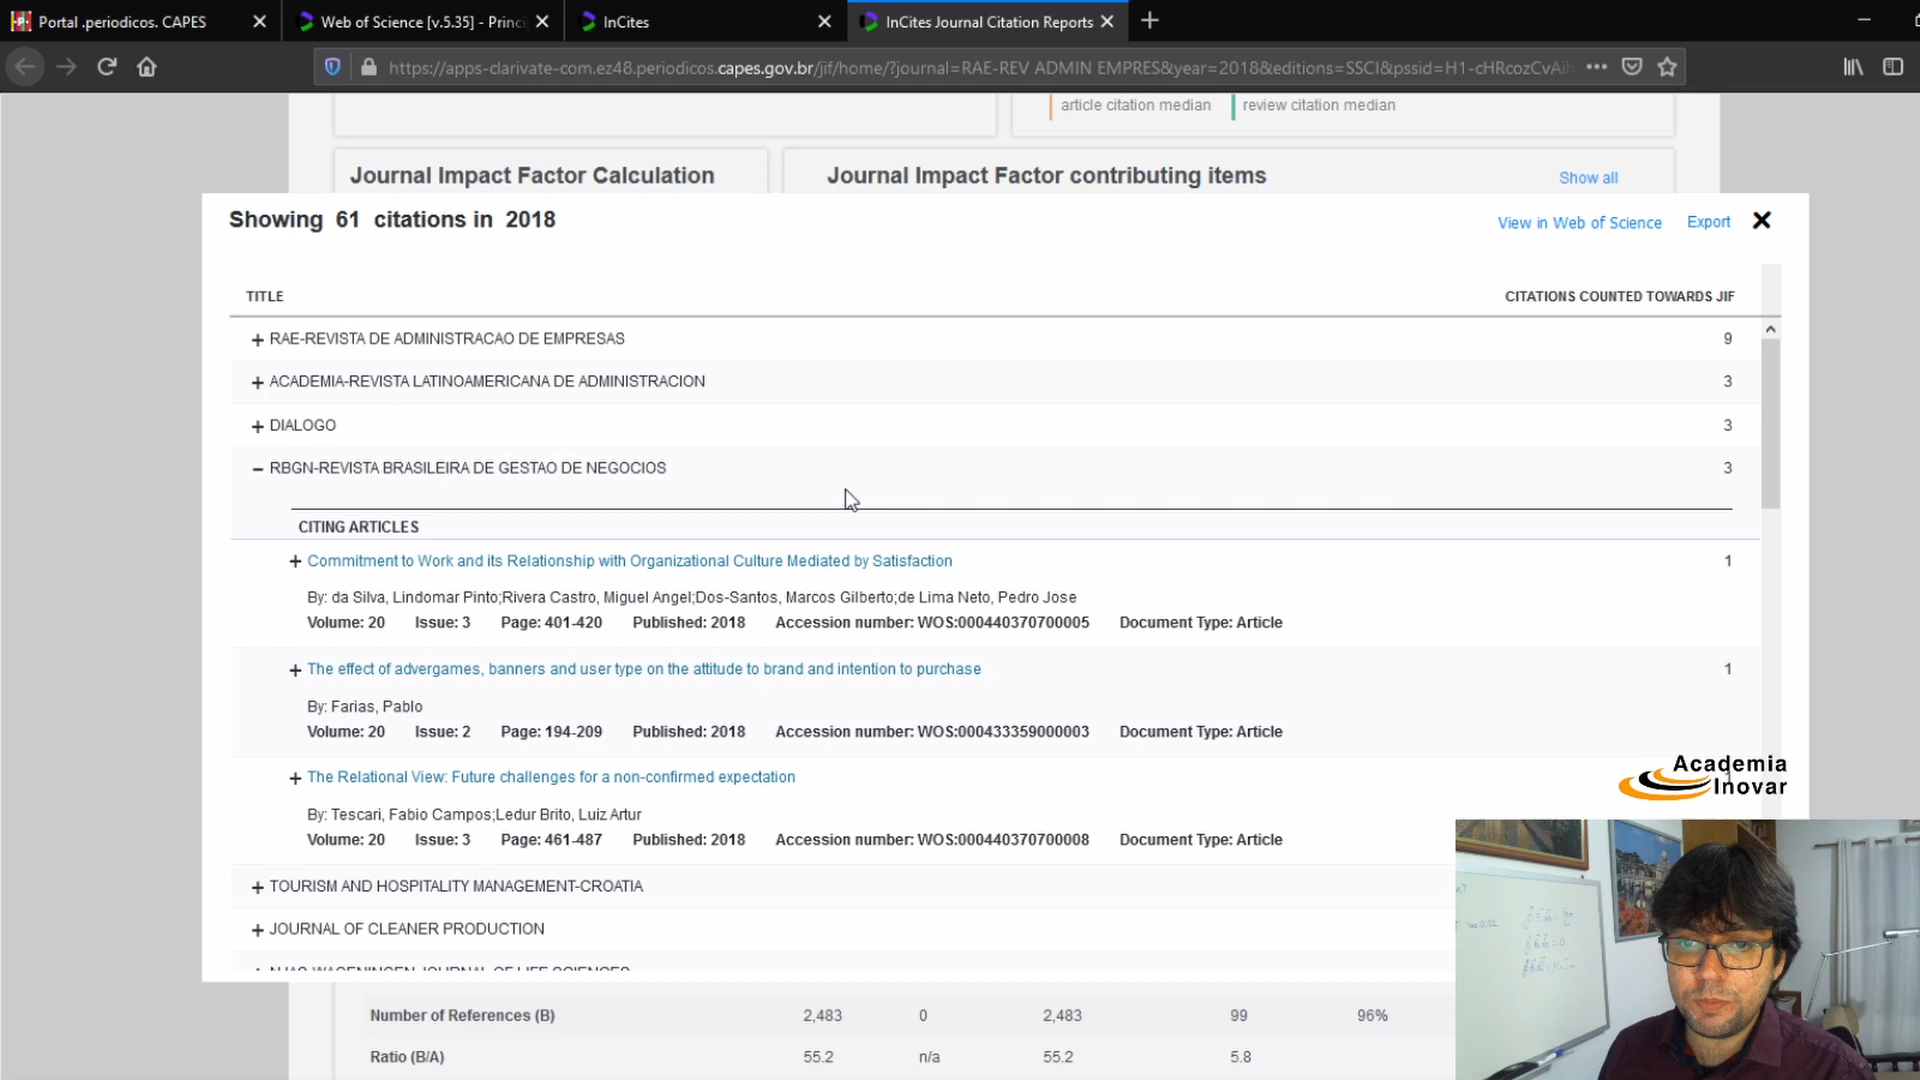 Portal .periodicos. CAPES
Web of Science [v.5.35] - Princi
InCites
InCites Journal Citation Reports
https://apps-clarivate-com.ez48.periodicos.capes.gov.br/jif/home/?journal=RAE-REV ADMIN EMPRES&year=2018&editions=SSCI&pssid=H1-cHRcozCvAih
article citation median
review citation median
Journal Impact Factor Calculation
Journal Impact Factor contributing items
Show all
Showing 61 citations in 2018
View in Web of Science
Export
TITLE
CITATIONS COUNTED TOWARDS JIF
RAE-REVISTA DE ADMINISTRACAO DE EMPRESAS 9
ACADEMIA-REVISTA LATINOAMERICANA DE ADMINISTRACION 3
DIALOGO 3
RBGN-REVISTA BRASILEIRA DE GESTAO DE NEGOCIOS 3
CITING ARTICLES
Commitment to Work and its Relationship with Organizational Culture Mediated by Satisfaction 1
By: da Silva, Lindomar Pinto;Rivera Castro, Miguel Angel;Dos-Santos, Marcos Gilberto;de Lima Neto, Pedro Jose
Volume: 20 Issue: 3 Page: 401-420 Published: 2018 Accession number: WOS:000440370700005 Document Type: Article
The effect of advergames, banners and user type on the attitude to brand and intention to purchase 1
By: Farias, Pablo
Volume: 20 Issue: 2 Page: 194-209 Published: 2018 Accession number: WOS:000433359000003 Document Type: Article
The Relational View: Future challenges for a non-confirmed expectation
Academia
Inovar
By: Tescari, Fabio Campos;Ledur Brito, Luiz Artur
Volume: 20 Issue: 3 Page: 461-487 Published: 2018 Accession number: WOS:000440370700008 Document Type: Article
TOURISM AND HOSPITALITY MANAGEMENT-CROATIA
JOURNAL OF CLEANER PRODUCTION
NJAS-WAGENINGEN JOURNAL OF LIFE SCIENCES
Number of References (B) 2,483 0 2,483 99 96%
Ratio (B/A) 55.2 n/a 55.2 5.8